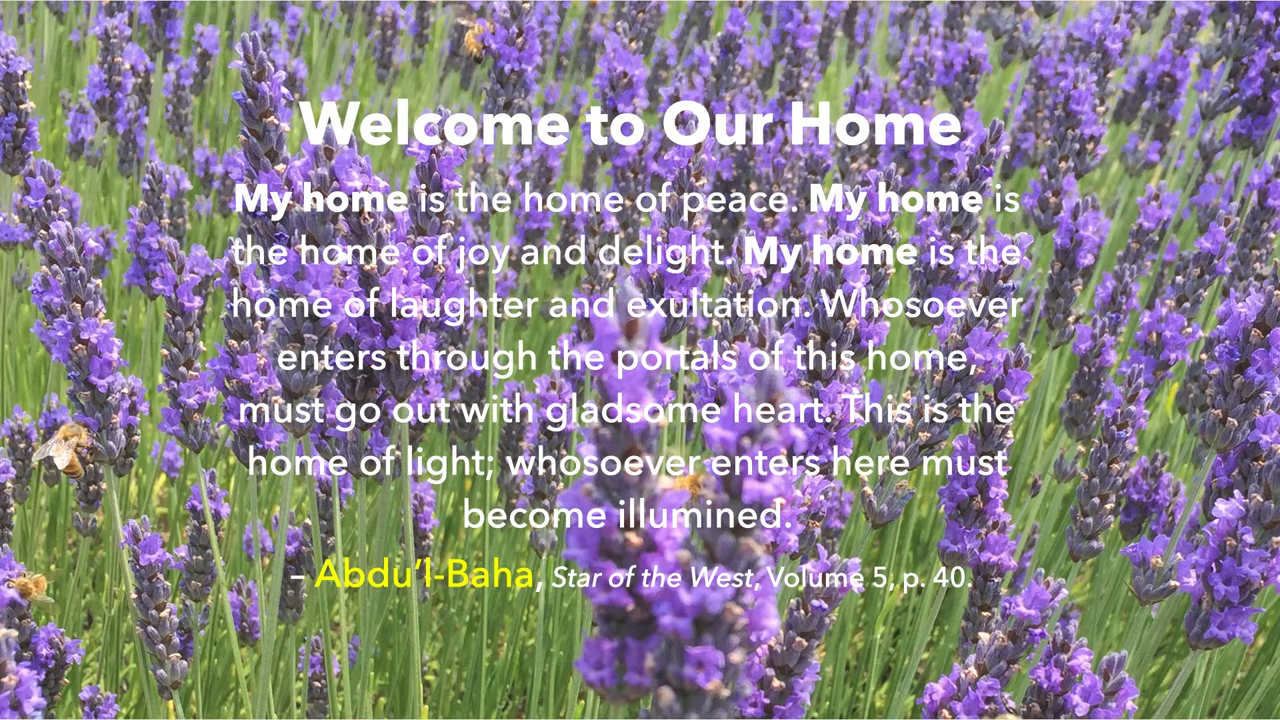 Welcome to Our Home
My home is the home of peace. My home is
the home of joy and delight. My home is the
home of laughter and exultation. Whosoever
enters through the portals of this home,
must go out with gladsome heart. This is the
home of light; whosoever enters here must
become illumined.
– Abdu’l-Baha, Star of the West, Volume 5, p. 40.